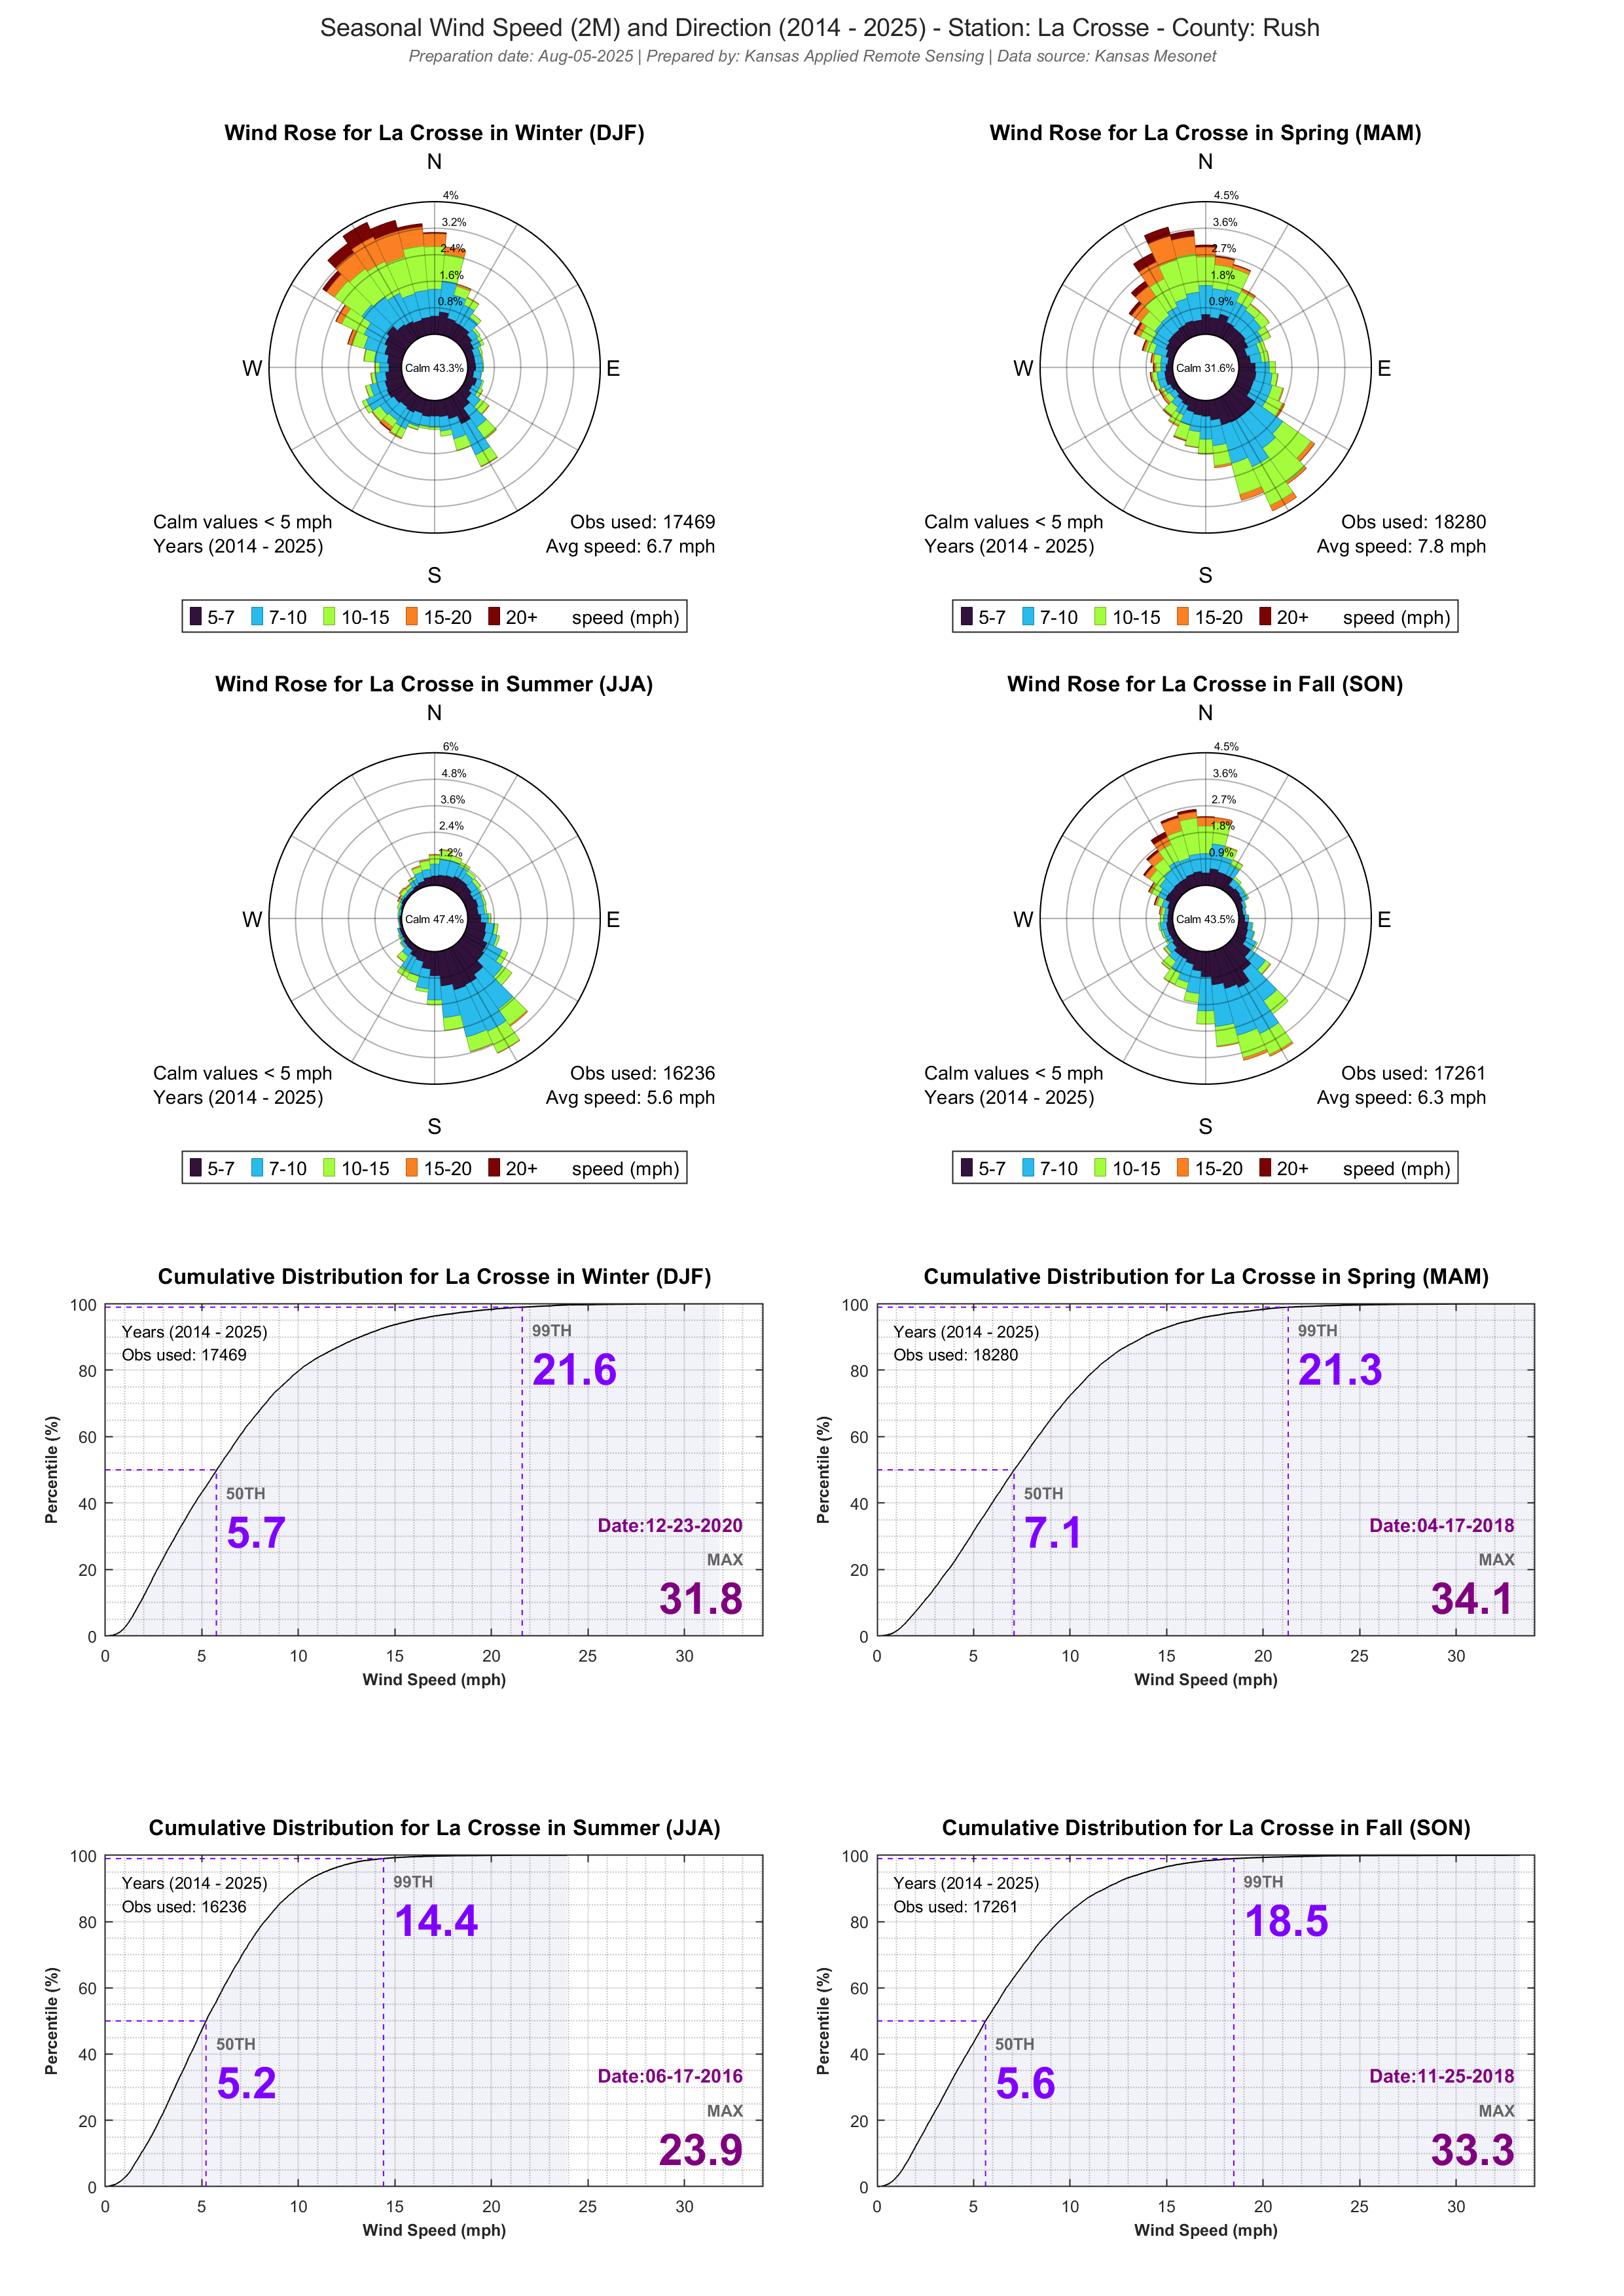 Seasonal Wind Speed (2M) and Direction (2014 - 2025) - Station: La Crosse - County: Rush
Preparation date: Aug-05-2025 | Prepared by: Kansas Applied Remote Sensing | Data source: Kansas Mesonet
Wind Rose for La Crosse in Winter (DJF)
N
4%
3.2%
2.4%
1.6%
0.8%
W
Calm 43.3%
E
Calm values < 5 mph
Years (2014 - 2025)
Obs used: 17469
Avg speed: 6.7 mph
S
5-7 7-10 10-15 15-20 20+ speed (mph)
Wind Rose for La Crosse in Spring (MAM)
N
4.5%
3.6%
2.7%
1.8%
0.9%
W
Calm 31.6%
E
Calm values < 5 mph
Years (2014 - 2025)
Obs used: 18280
Avg speed: 7.8 mph
S
5-7 7-10 10-15 15-20 20+ speed (mph)
Wind Rose for La Crosse in Summer (JJA)
N
6%
4.8%
3.6%
2.4%
1.2%
W
Calm 47.4%
E
Calm values < 5 mph
Years (2014 - 2025)
Obs used: 16236
Avg speed: 5.6 mph
S
5-7 7-10 10-15 15-20 20+ speed (mph)
Wind Rose for La Crosse in Fall (SON)
N
4.5%
3.6%
2.7%
1.8%
0.9%
W
Calm 43.5%
E
Calm values < 5 mph
Years (2014 - 2025)
Obs used: 17261
Avg speed: 6.3 mph
S
5-7 7-10 10-15 15-20 20+ speed (mph)
Cumulative Distribution for La Crosse in Winter (DJF)
100
80
60
40
20
0
Percentile (%)
Years (2014 - 2025)
Obs used: 17469
99TH
21.6
50TH
5.7
Date:12-23-2020
MAX
31.8
0 5 10 15 20 25 30
Wind Speed (mph)
Cumulative Distribution for La Crosse in Spring (MAM)
100
80
60
40
20
0
Percentile (%)
Years (2014 - 2025)
Obs used: 18280
99TH
21.3
50TH
7.1
Date:04-17-2018
MAX
34.1
0 5 10 15 20 25 30
Wind Speed (mph)
Cumulative Distribution for La Crosse in Summer (JJA)
100
80
60
40
20
0
Percentile (%)
Years (2014 - 2025)
Obs used: 16236
99TH
14.4
50TH
5.2
Date:06-17-2016
MAX
23.9
0 5 10 15 20 25 30
Wind Speed (mph)
Cumulative Distribution for La Crosse in Fall (SON)
100
80
60
40
20
0
Percentile (%)
Years (2014 - 2025)
Obs used: 17261
99TH
18.5
50TH
5.6
Date:11-25-2018
MAX
33.3
0 5 10 15 20 25 30
Wind Speed (mph)